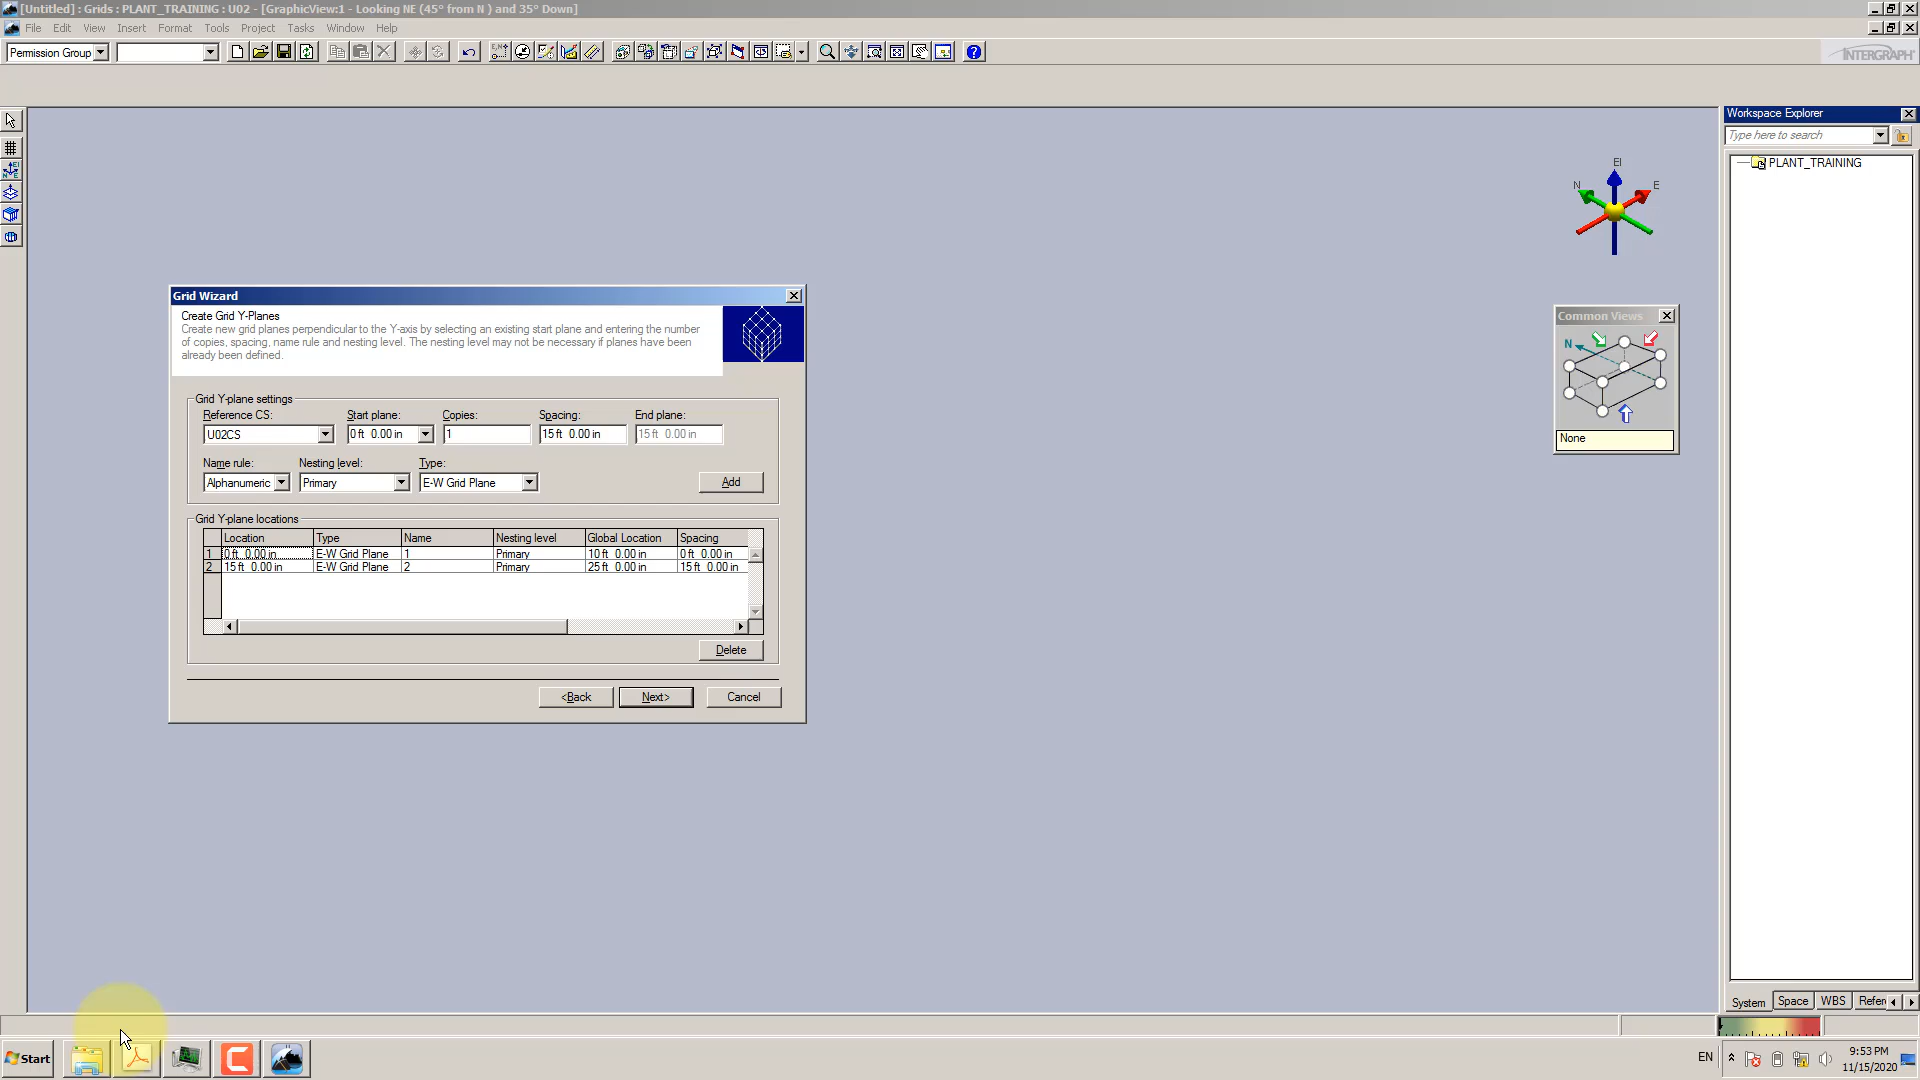 [Untitled] : Grids : PLANT_TRAINING : U02 - [GraphicView:1 - Looking NE (45° from N ) and 35° Down]
File Edit View Insert Format Tools Project Tasks Window Help
Permission Group
INTERGRAPH
Workspace Explorer
Type here to search
PLANT_TRAINING
El
N
E
Grid Wizard
Create Grid Y-Planes
Create new grid planes perpendicular to the Y-axis by selecting an existing start plane and entering the number
of copies, spacing, name rule and nesting level. The nesting level may not be necessary if planes have been
already been defined.
Common Views
N
None
Grid Y-plane settings
Reference CS: Start plane: Copies: Spacing: End plane:
U02CS 0 ft 0.00 in 1 15 ft 0.00 in 15 ft 0.00 in
Name rule: Nesting level: Type:
Alphanumeric Primary E-W Grid Plane Add
Grid Y-plane locations
Location Type Name Nesting level Global Location Spacing
1 0 ft 0.00 in E-W Grid Plane 1 Primary 10 ft 0.00 in 0 ft 0.00 in
2 15 ft 0.00 in E-W Grid Plane 2 Primary 25 ft 0.00 in 15 ft 0.00 in
Delete
<Back Next> Cancel
System Space WBS Refer
Start
EN
9:53 PM
11/15/2020